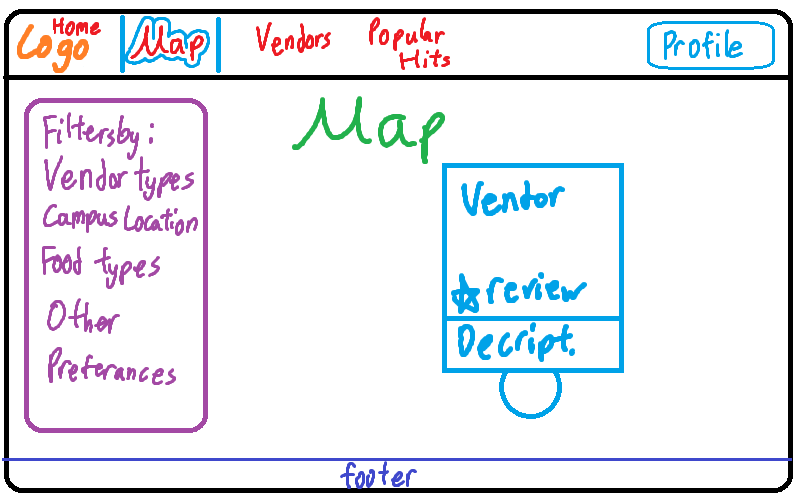 Home
Logo
Map
Vendors
Popular
Hits
Profile
Filtersby:
Vendor types
Campus Location
Food types
Other
Preferances
Map
Vendor
review
Decript.
footer